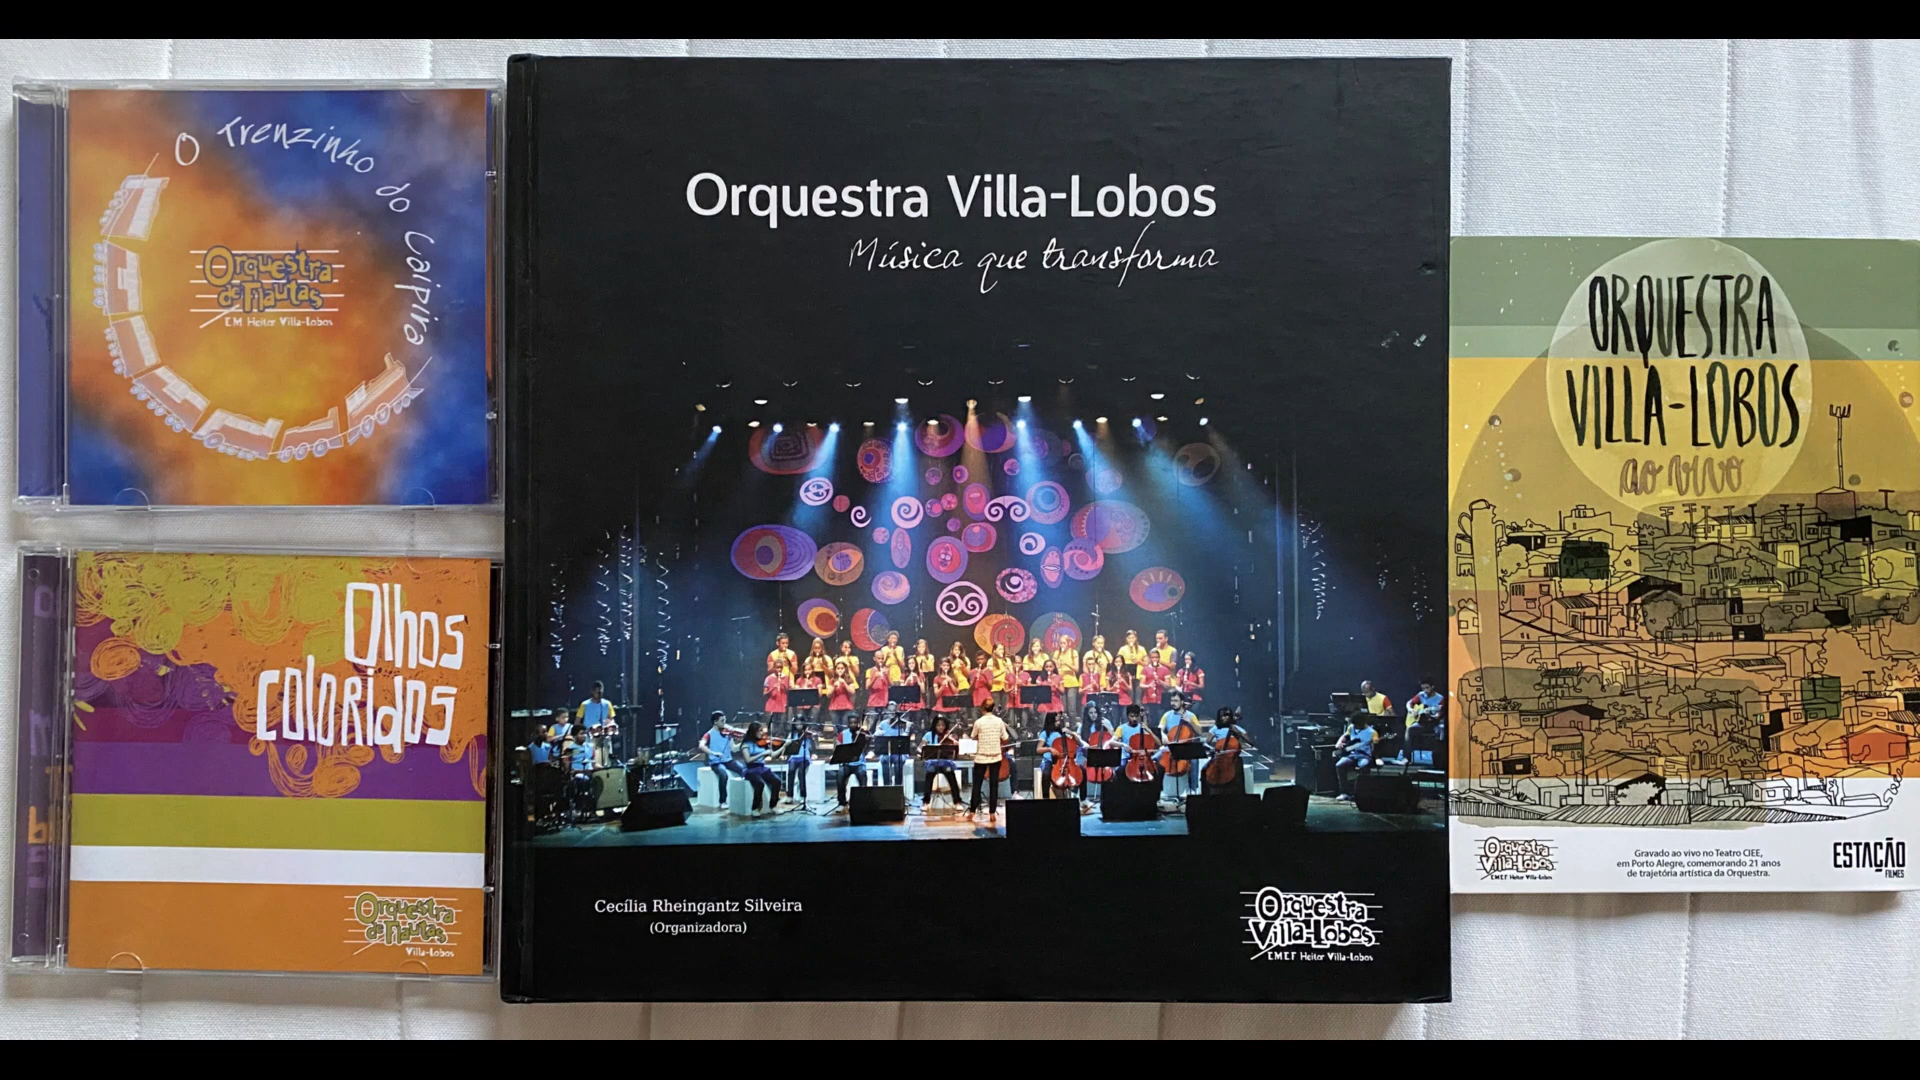 O Trenzinho do Caipira
Orquestra
de Flautas
EM Heitor Villa-Lobos
Olhos
coloridos
Orquestra
de Flautas
Villa-Lobos
Orquestra Villa-Lobos
Música que transforma
Cecília Rheingantz Silveira
(Organizadora)
Orquestra
Villa-Lobos
EMEF Heitor Villa-Lobos
ORQUESTRA
VILLA-LOBOS
ao vivo
Orquestra
Villa-Lobos
EMEF Heitor Villa-Lobos
Gravado ao vivo no Teatro CIEE,
em Porto Alegre, comemorando 21 anos
de trajetória artística da Orquestra.
ESTAÇÃO
FILMES